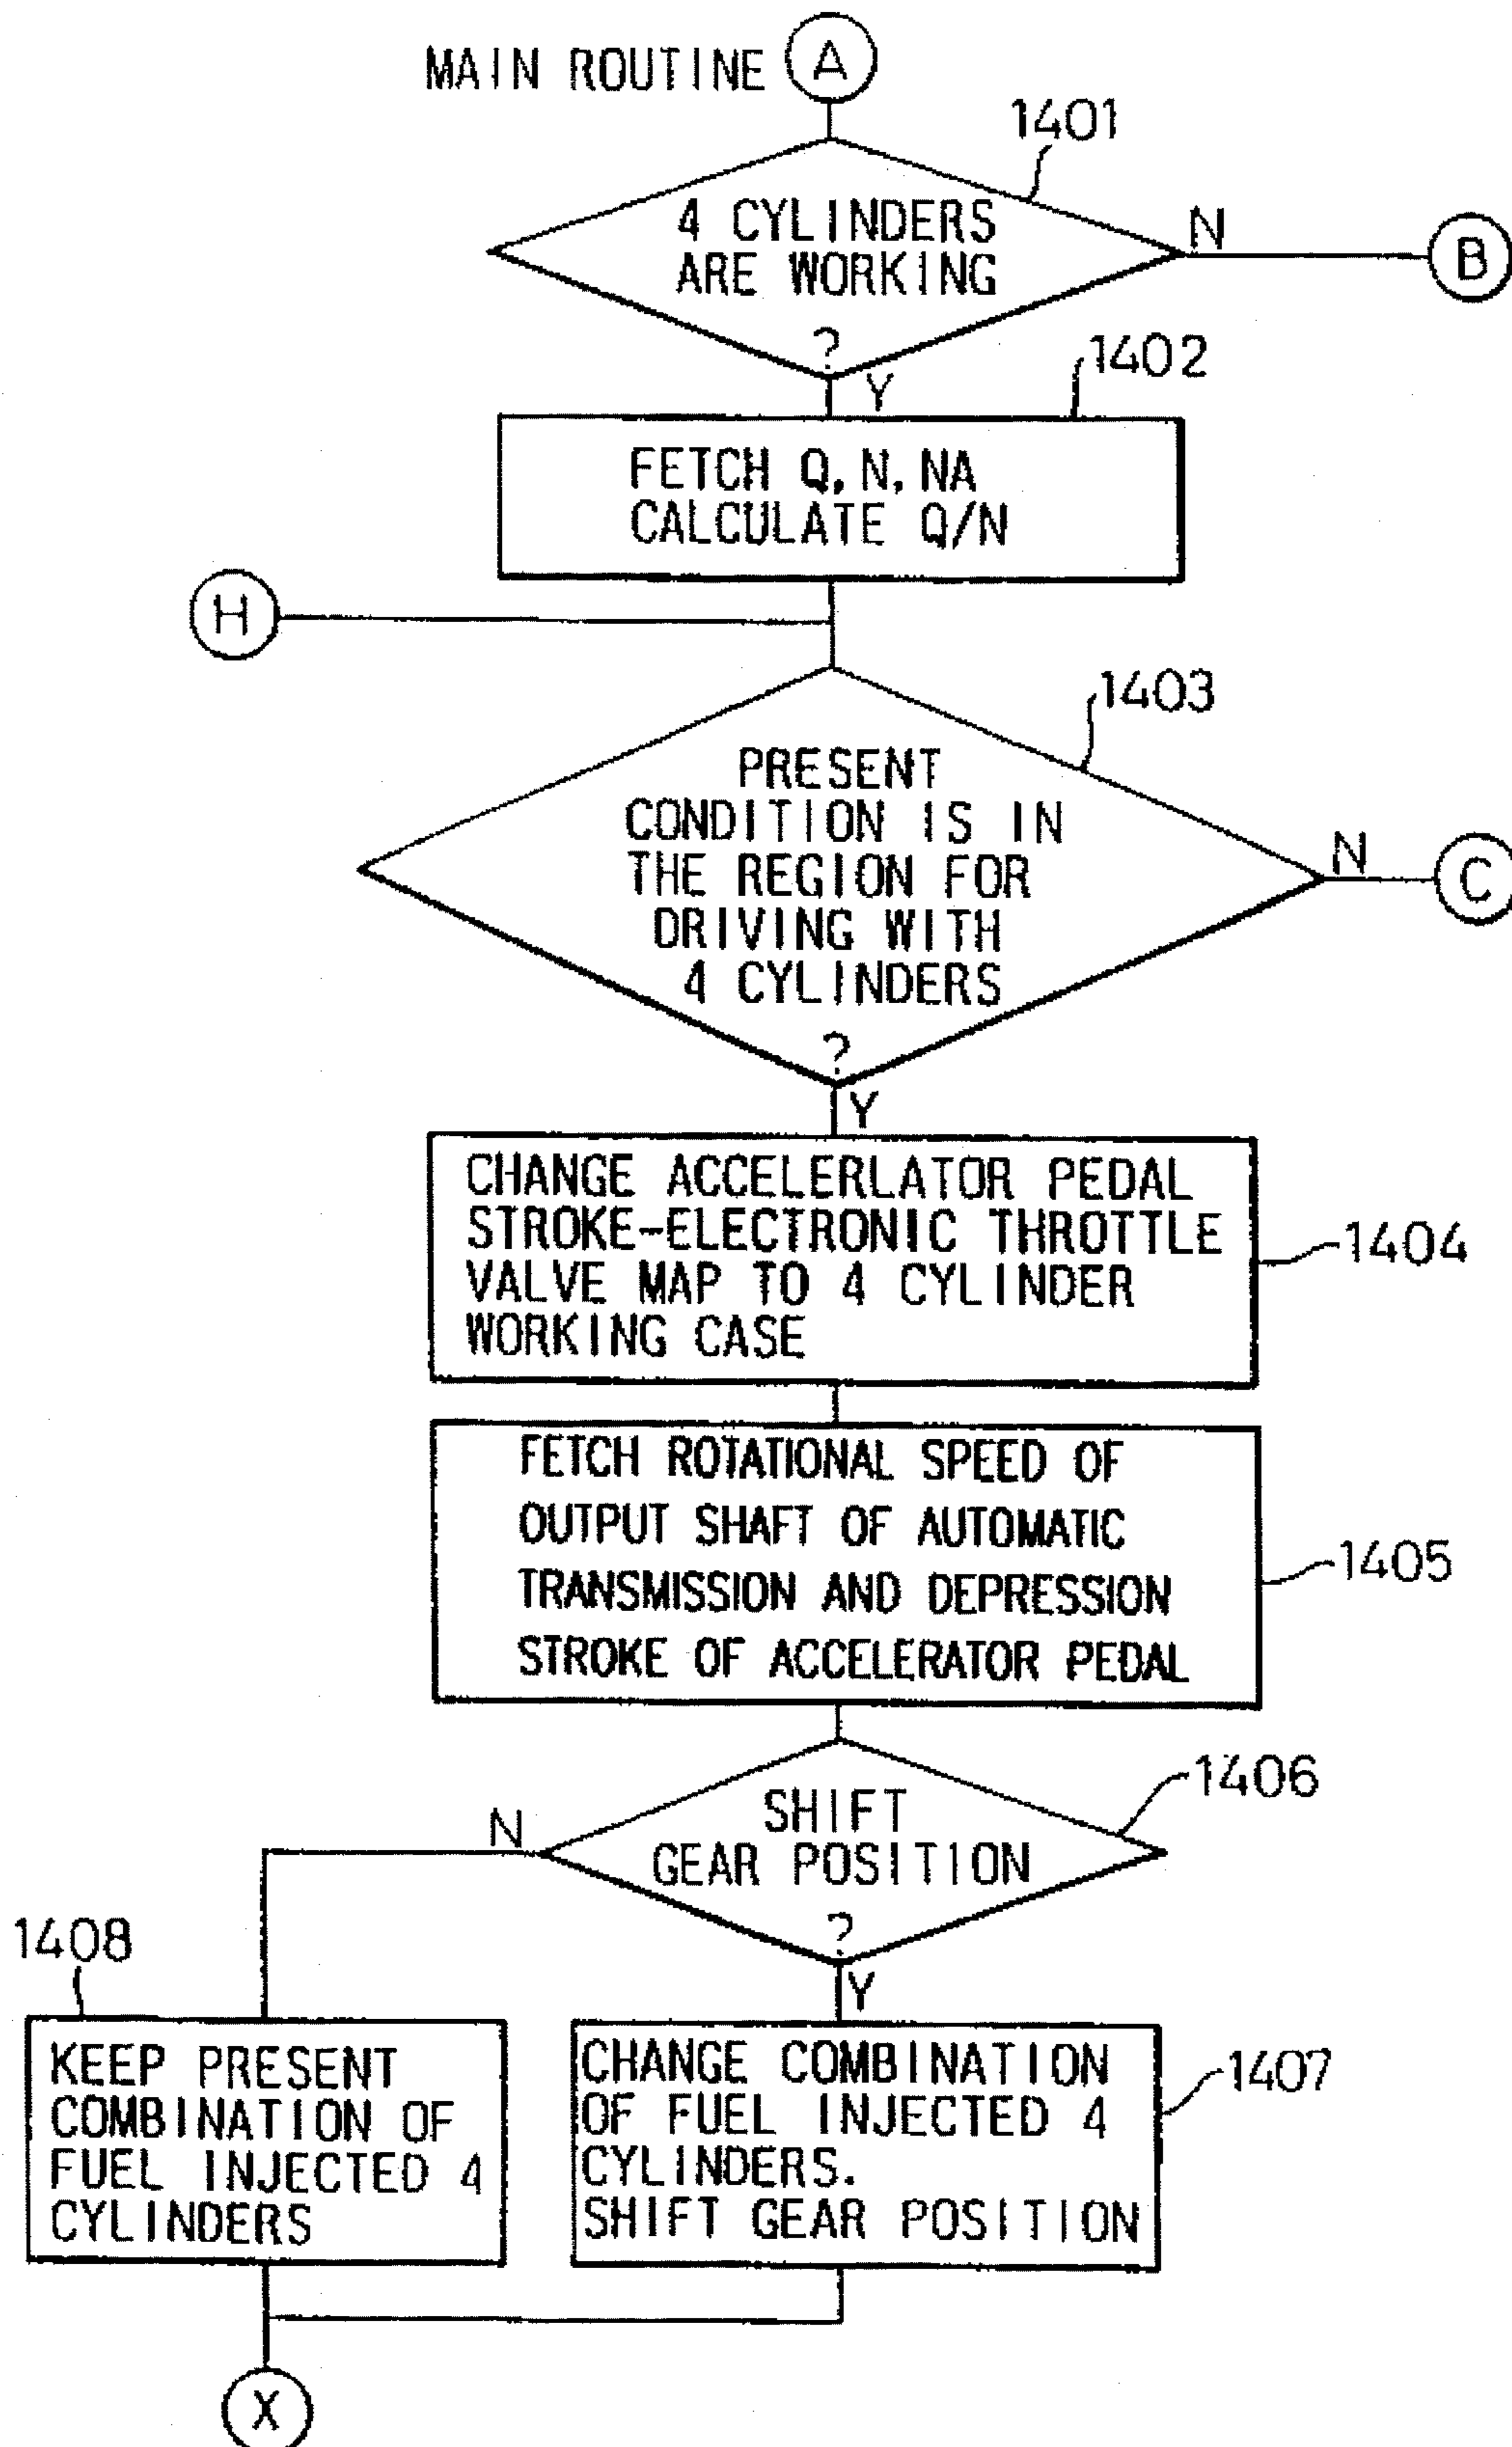 MAIN ROUTINE A
1401
4 CYLINDERS
ARE WORKING
?
N
B
Y
1402
FETCH Q, N, NA
CALCULATE Q/N
H
1403
PRESENT
CONDITION IS IN
THE REGION FOR
DRIVING WITH
4 CYLINDERS
?
N
C
Y
CHANGE ACCELERLATOR PEDAL
STROKE-ELECTRONIC THROTTLE
VALVE MAP TO 4 CYLINDER
WORKING CASE
1404
FETCH ROTATIONAL SPEED OF
OUTPUT SHAFT OF AUTOMATIC
TRANSMISSION AND DEPRESSION
STROKE OF ACCELERATOR PEDAL
1405
1406
SHIFT
GEAR POSITION
?
N
Y
1408
KEEP PRESENT
COMBINATION OF
FUEL INJECTED 4
CYLINDERS
CHANGE COMBINATION
OF FUEL INJECTED 4
CYLINDERS.
SHIFT GEAR POSITION
1407
X